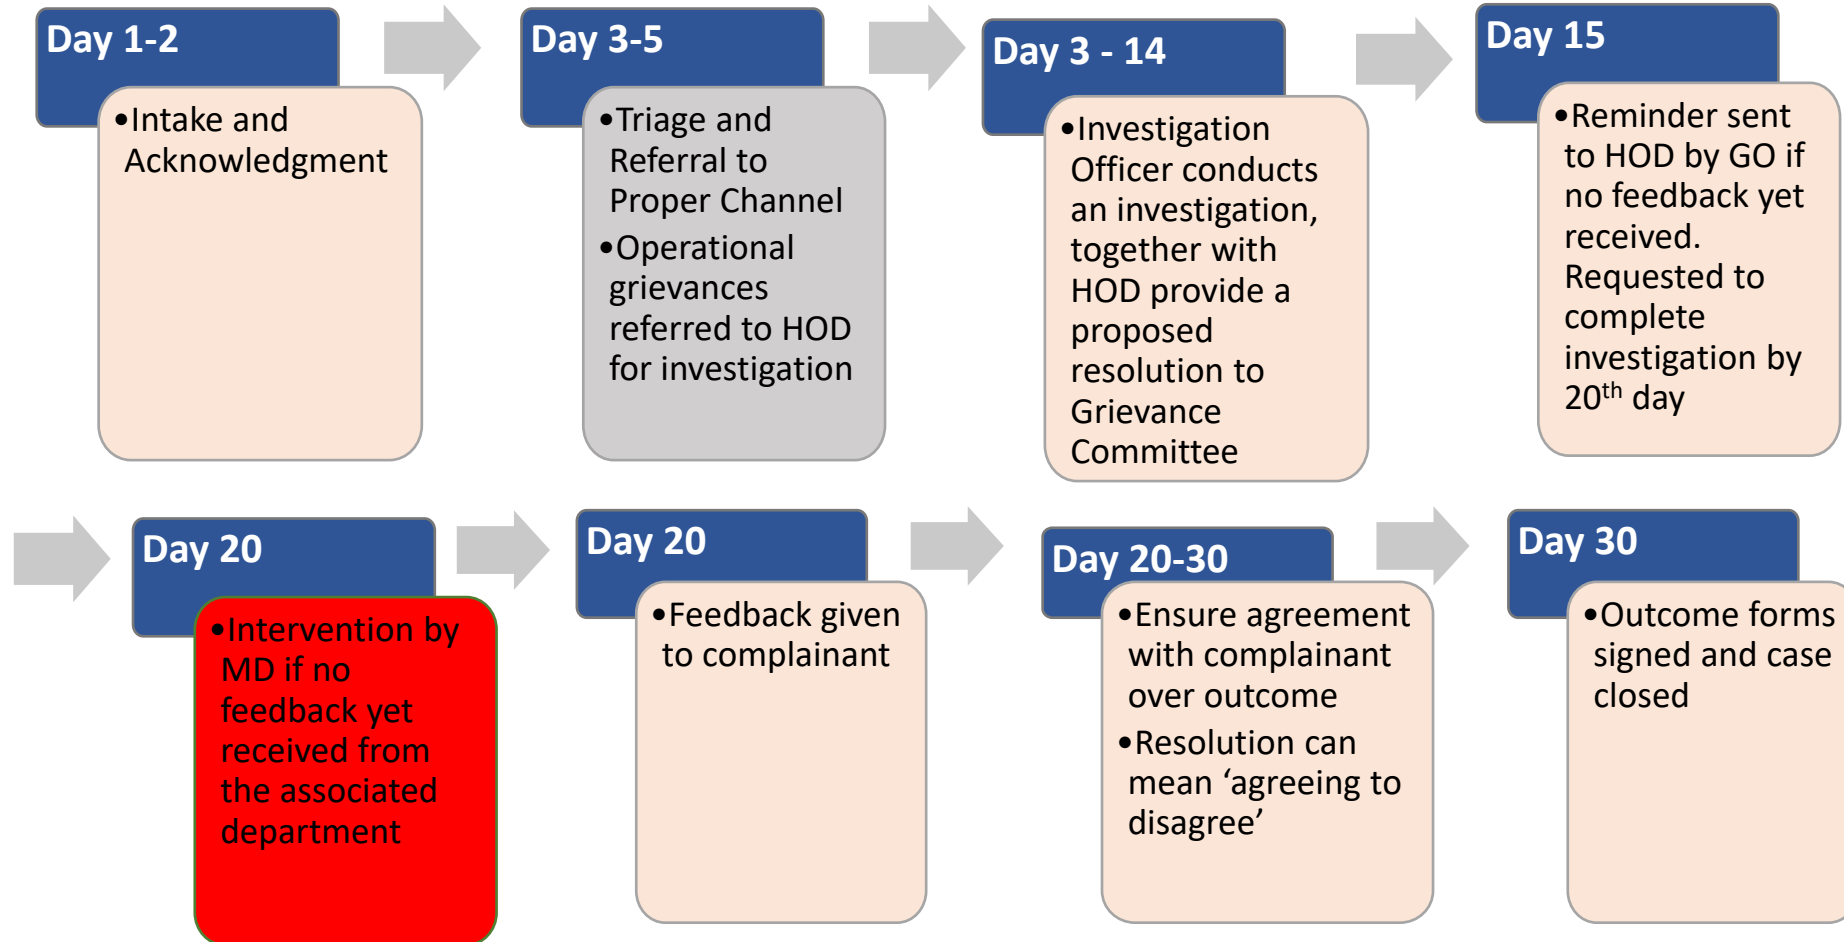 Day 1-2
•Intake and
Acknowledgment
Day 3-5
•Triage and
Referral to
Proper Channel
•Operational
grievances
referred to HOD
for investigation
Day 3 - 14
•Investigation
Officer conducts
an investigation,
together with
HOD provide a
proposed
resolution to
Grievance
Committee
Day 15
•Reminder sent
to HOD by GO if
no feedback yet
received.
Requested to
complete
investigation by
20th day
Day 20
•Intervention by
MD if no
feedback yet
received from
the associated
department
Day 20
•Feedback given
to complainant
Day 20-30
•Ensure agreement
with complainant
over outcome
•Resolution can
mean ‘agreeing to
disagree’
Day 30
•Outcome forms
signed and case
closed